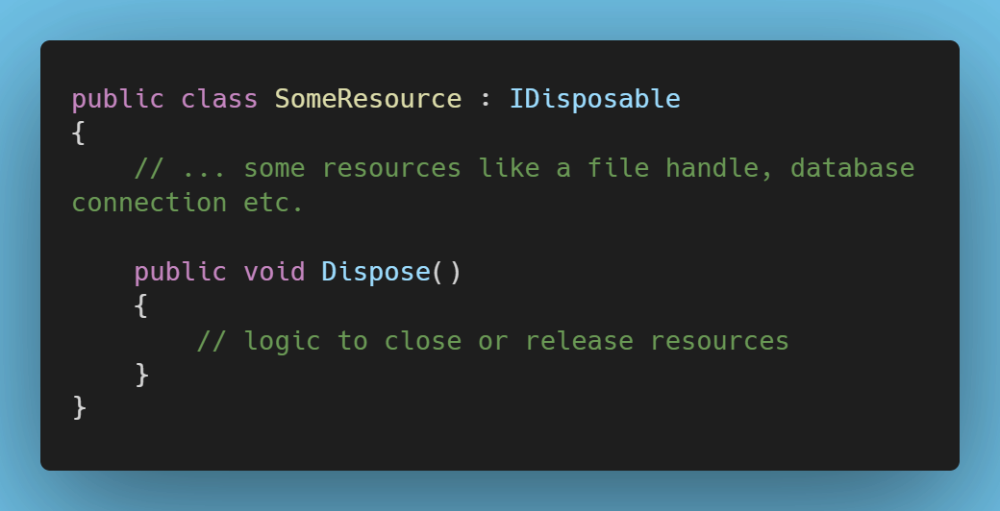 public class SomeResource : IDisposable
{
    // ... some resources like a file handle, database
connection etc.

    public void Dispose()
    {
        // logic to close or release resources
    }
}